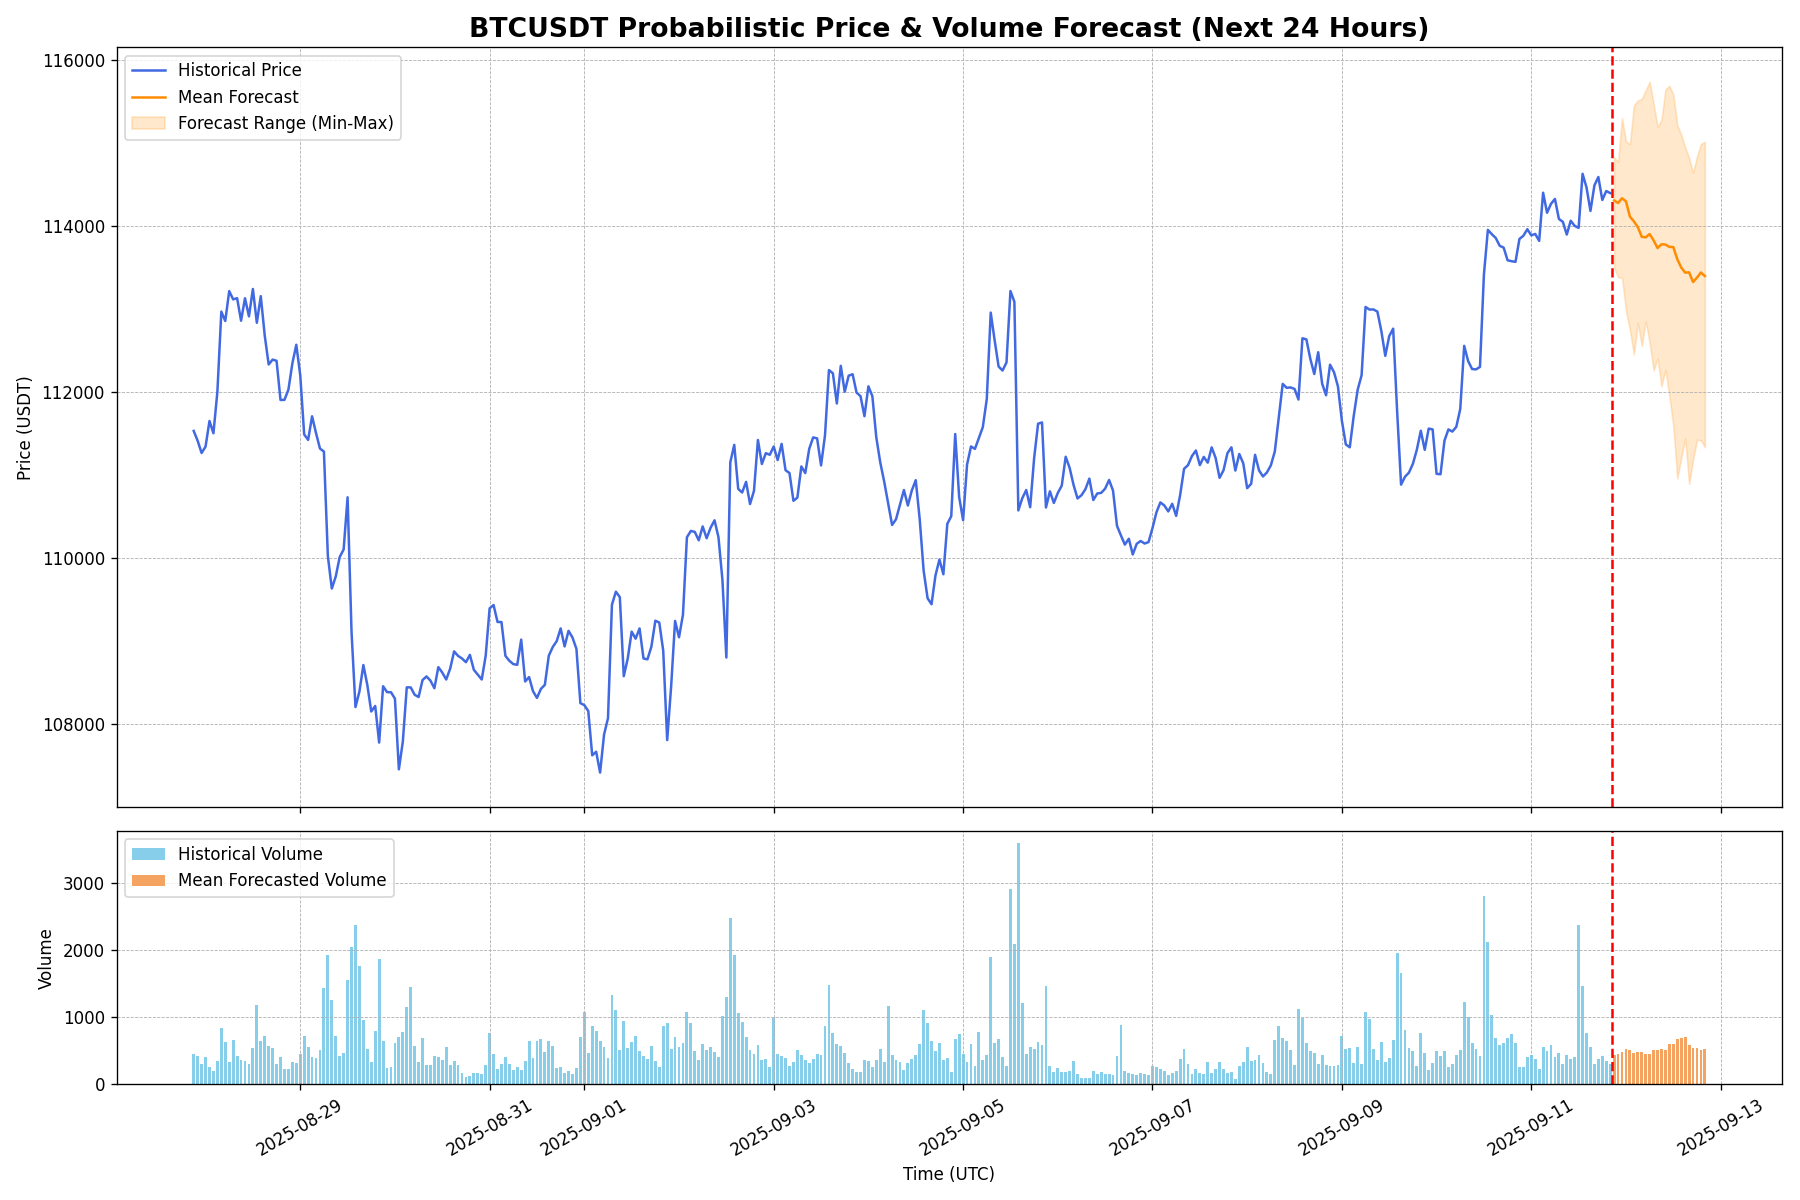 BTCUSDT Probabilistic Price & Volume Forecast (Next 24 Hours)
Historical Price
Mean Forecast
Forecast Range (Min-Max)
116000
114000
112000
110000
108000
Price (USDT)
Historical Volume
Mean Forecasted Volume
3000
2000
1000
0
Volume
2025-08-29
2025-08-31
2025-09-01
2025-09-03
2025-09-05
2025-09-07
2025-09-09
2025-09-11
2025-09-13
Time (UTC)